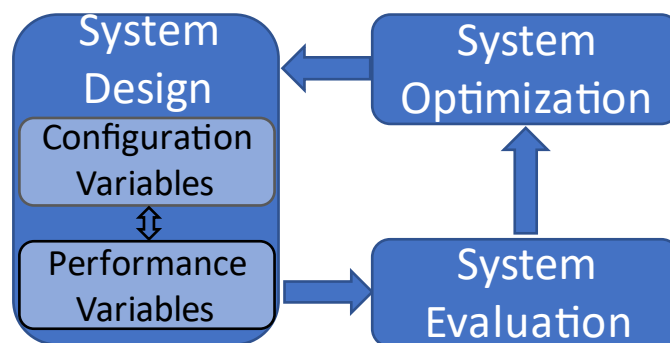 System
Design
Configuration
Variables
Performance
Variables
System
Optimization
System
Evaluation